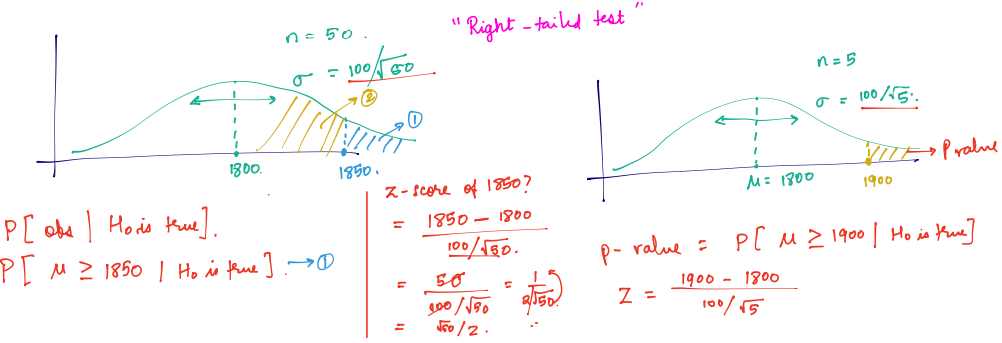 "Right-tailed test"
n = 50.
σ = 100/√50
②
①
1800.
1850.
P[obs | H₀ is true].
P[μ ≥ 1850 | H₀ is true]. → ①
z-score of 1850?
= 1850 - 1800
100/√50.
= 50 = 1
100/√50 2/√50.
= √50/2.
n = 5
σ = 100/√5.
→ P value
μ = 1800
1900
p-value = P[μ ≥ 1900 | H₀ is true]
Z = 1900 - 1800
100/√5